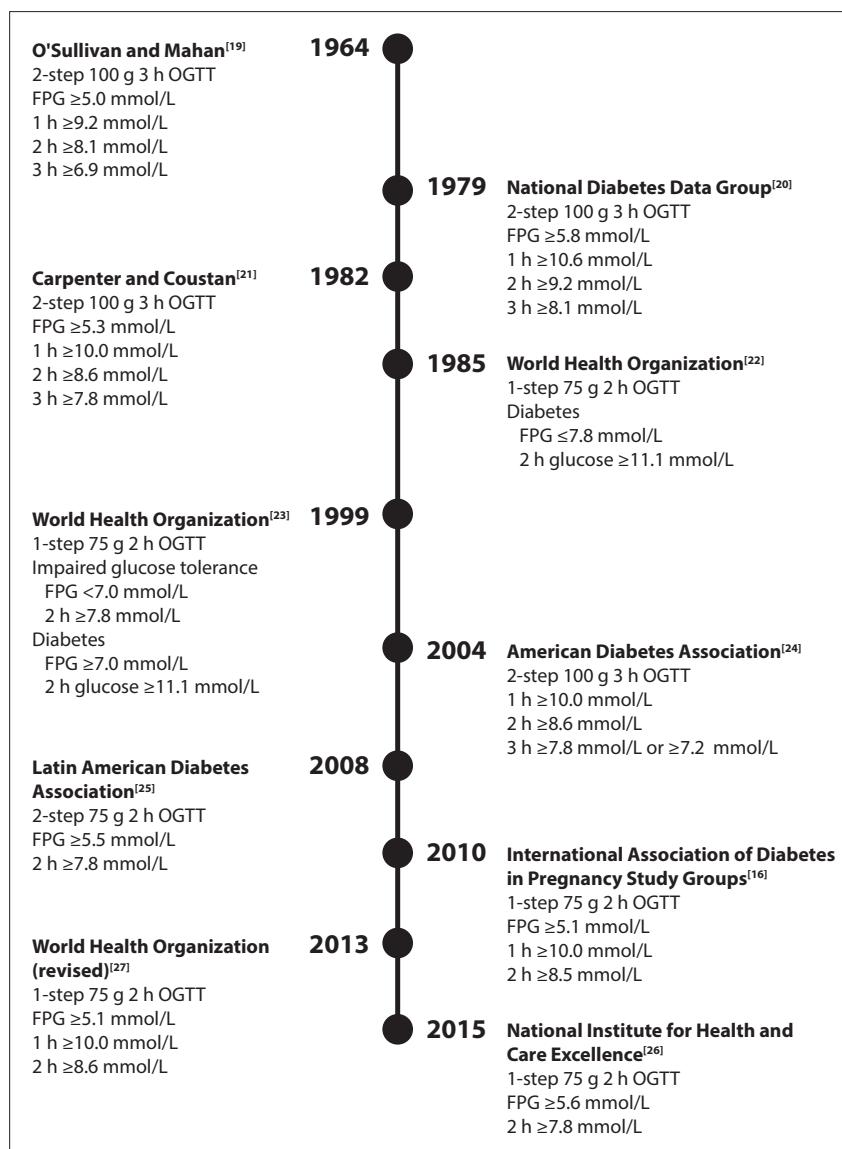 O'Sullivan and Mahan[19]
1964
2-step 100 g 3 h OGTT
FPG ≥5.0 mmol/L
1 h ≥9.2 mmol/L
2 h ≥8.1 mmol/L
3 h ≥6.9 mmol/L
1979
National Diabetes Data Group[20]
2-step 100 g 3 h OGTT
FPG ≥5.8 mmol/L
1 h ≥10.6 mmol/L
2 h ≥9.2 mmol/L
3 h ≥8.1 mmol/L
Carpenter and Coustan[21]
1982
2-step 100 g 3 h OGTT
FPG ≥5.3 mmol/L
1 h ≥10.0 mmol/L
2 h ≥8.6 mmol/L
3 h ≥7.8 mmol/L
1985
World Health Organization[22]
1-step 75 g 2 h OGTT
Diabetes
FPG ≤7.8 mmol/L
2 h glucose ≥11.1 mmol/L
World Health Organization[23]
1999
1-step 75 g 2 h OGTT
Impaired glucose tolerance
FPG <7.0 mmol/L
2 h ≥7.8 mmol/L
Diabetes
FPG ≥7.0 mmol/L
2 h glucose ≥11.1 mmol/L
2004
American Diabetes Association[24]
2-step 100 g 3 h OGTT
1 h ≥10.0 mmol/L
2 h ≥8.6 mmol/L
3 h ≥7.8 mmol/L or ≥7.2 mmol/L
Latin American Diabetes
Association[25]
2008
2-step 75 g 2 h OGTT
FPG ≥5.5 mmol/L
2 h ≥7.8 mmol/L
2010
International Association of Diabetes
in Pregnancy Study Groups[16]
1-step 75 g 2 h OGTT
FPG ≥5.1 mmol/L
1 h ≥10.0 mmol/L
2 h ≥8.5 mmol/L
World Health Organization
(revised)[27]
2013
1-step 75 g 2 h OGTT
FPG ≥5.1 mmol/L
1 h ≥10.0 mmol/L
2 h ≥8.6 mmol/L
2015
National Institute for Health and
Care Excellence[26]
1-step 75 g 2 h OGTT
FPG ≥5.6 mmol/L
2 h ≥7.8 mmol/L